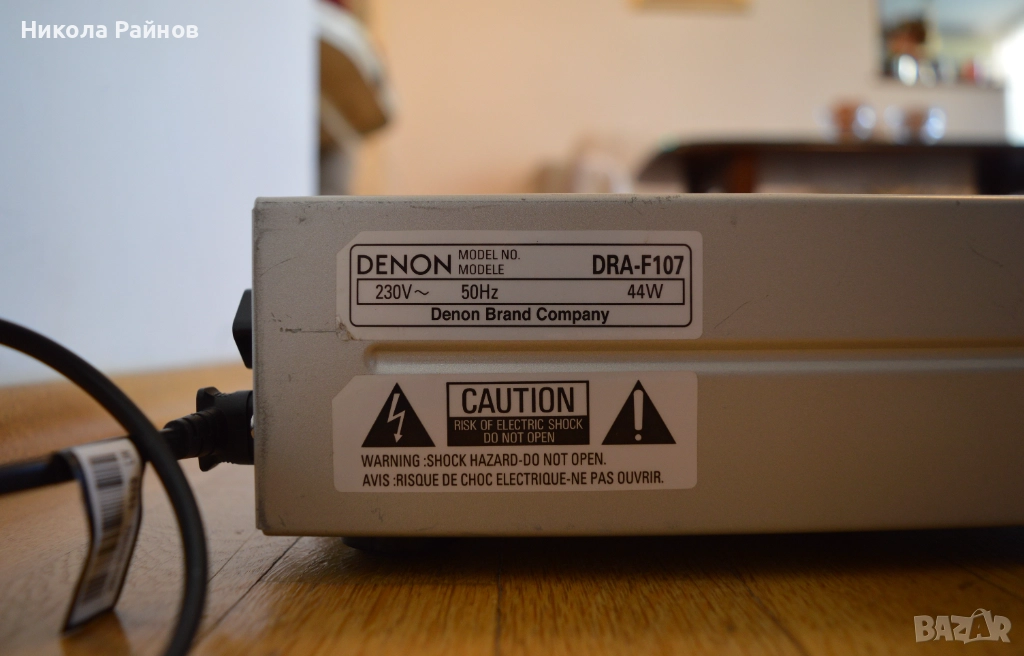 Никола Райнов
DENON MODEL NO. MODELE DRA-F107
230V~ 50Hz 44W
Denon Brand Company
CAUTION
RISK OF ELECTRIC SHOCK
DO NOT OPEN
WARNING :SHOCK HAZARD-DO NOT OPEN.
AVIS :RISQUE DE CHOC ELECTRIQUE-NE PAS OUVRIR.
BAZAR